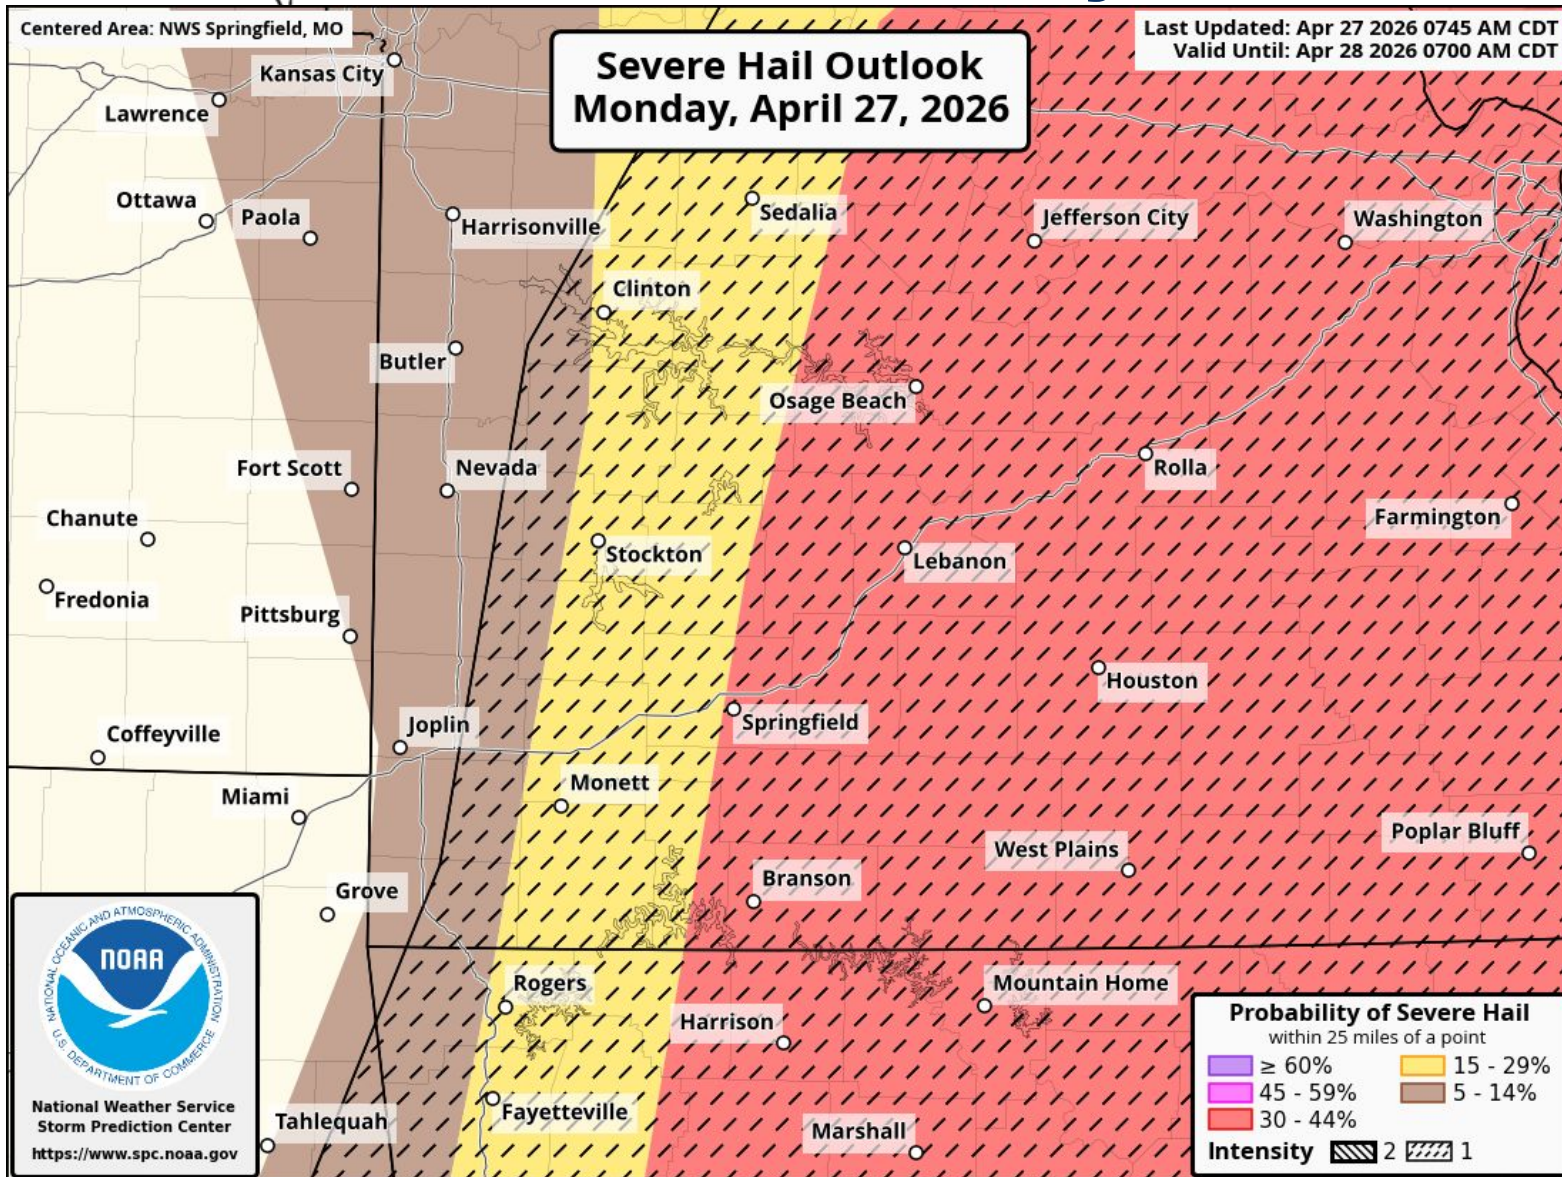 Centered Area: NWS Springfield, MO
Last Updated: Apr 27 2026 0745 AM CDT
Valid Until: Apr 28 2026 0700 AM CDT
Severe Hail Outlook
Monday, April 27, 2026
Kansas City
Lawrence
Ottawa
Paola
Harrisonville
Sedalia
Jefferson City
Washington
Clinton
Butler
Osage Beach
Fort Scott
Nevada
Rolla
Chanute
Farmington
Stockton
Lebanon
Fredonia
Pittsburg
Houston
Joplin
Springfield
Coffeyville
Monett
Miami
Poplar Bluff
West Plains
Branson
Grove
Rogers
Mountain Home
Harrison
Fayetteville
Tahlequah
Marshall
NATIONAL OCEANIC AND ATMOSPHERIC ADMINISTRATION
NOAA
U.S. DEPARTMENT OF COMMERCE
National Weather Service
Storm Prediction Center
https://www.spc.noaa.gov
Probability of Severe Hail
within 25 miles of a point
≥ 60% 15 - 29%
45 - 59% 5 - 14%
30 - 44%
Intensity 2 1